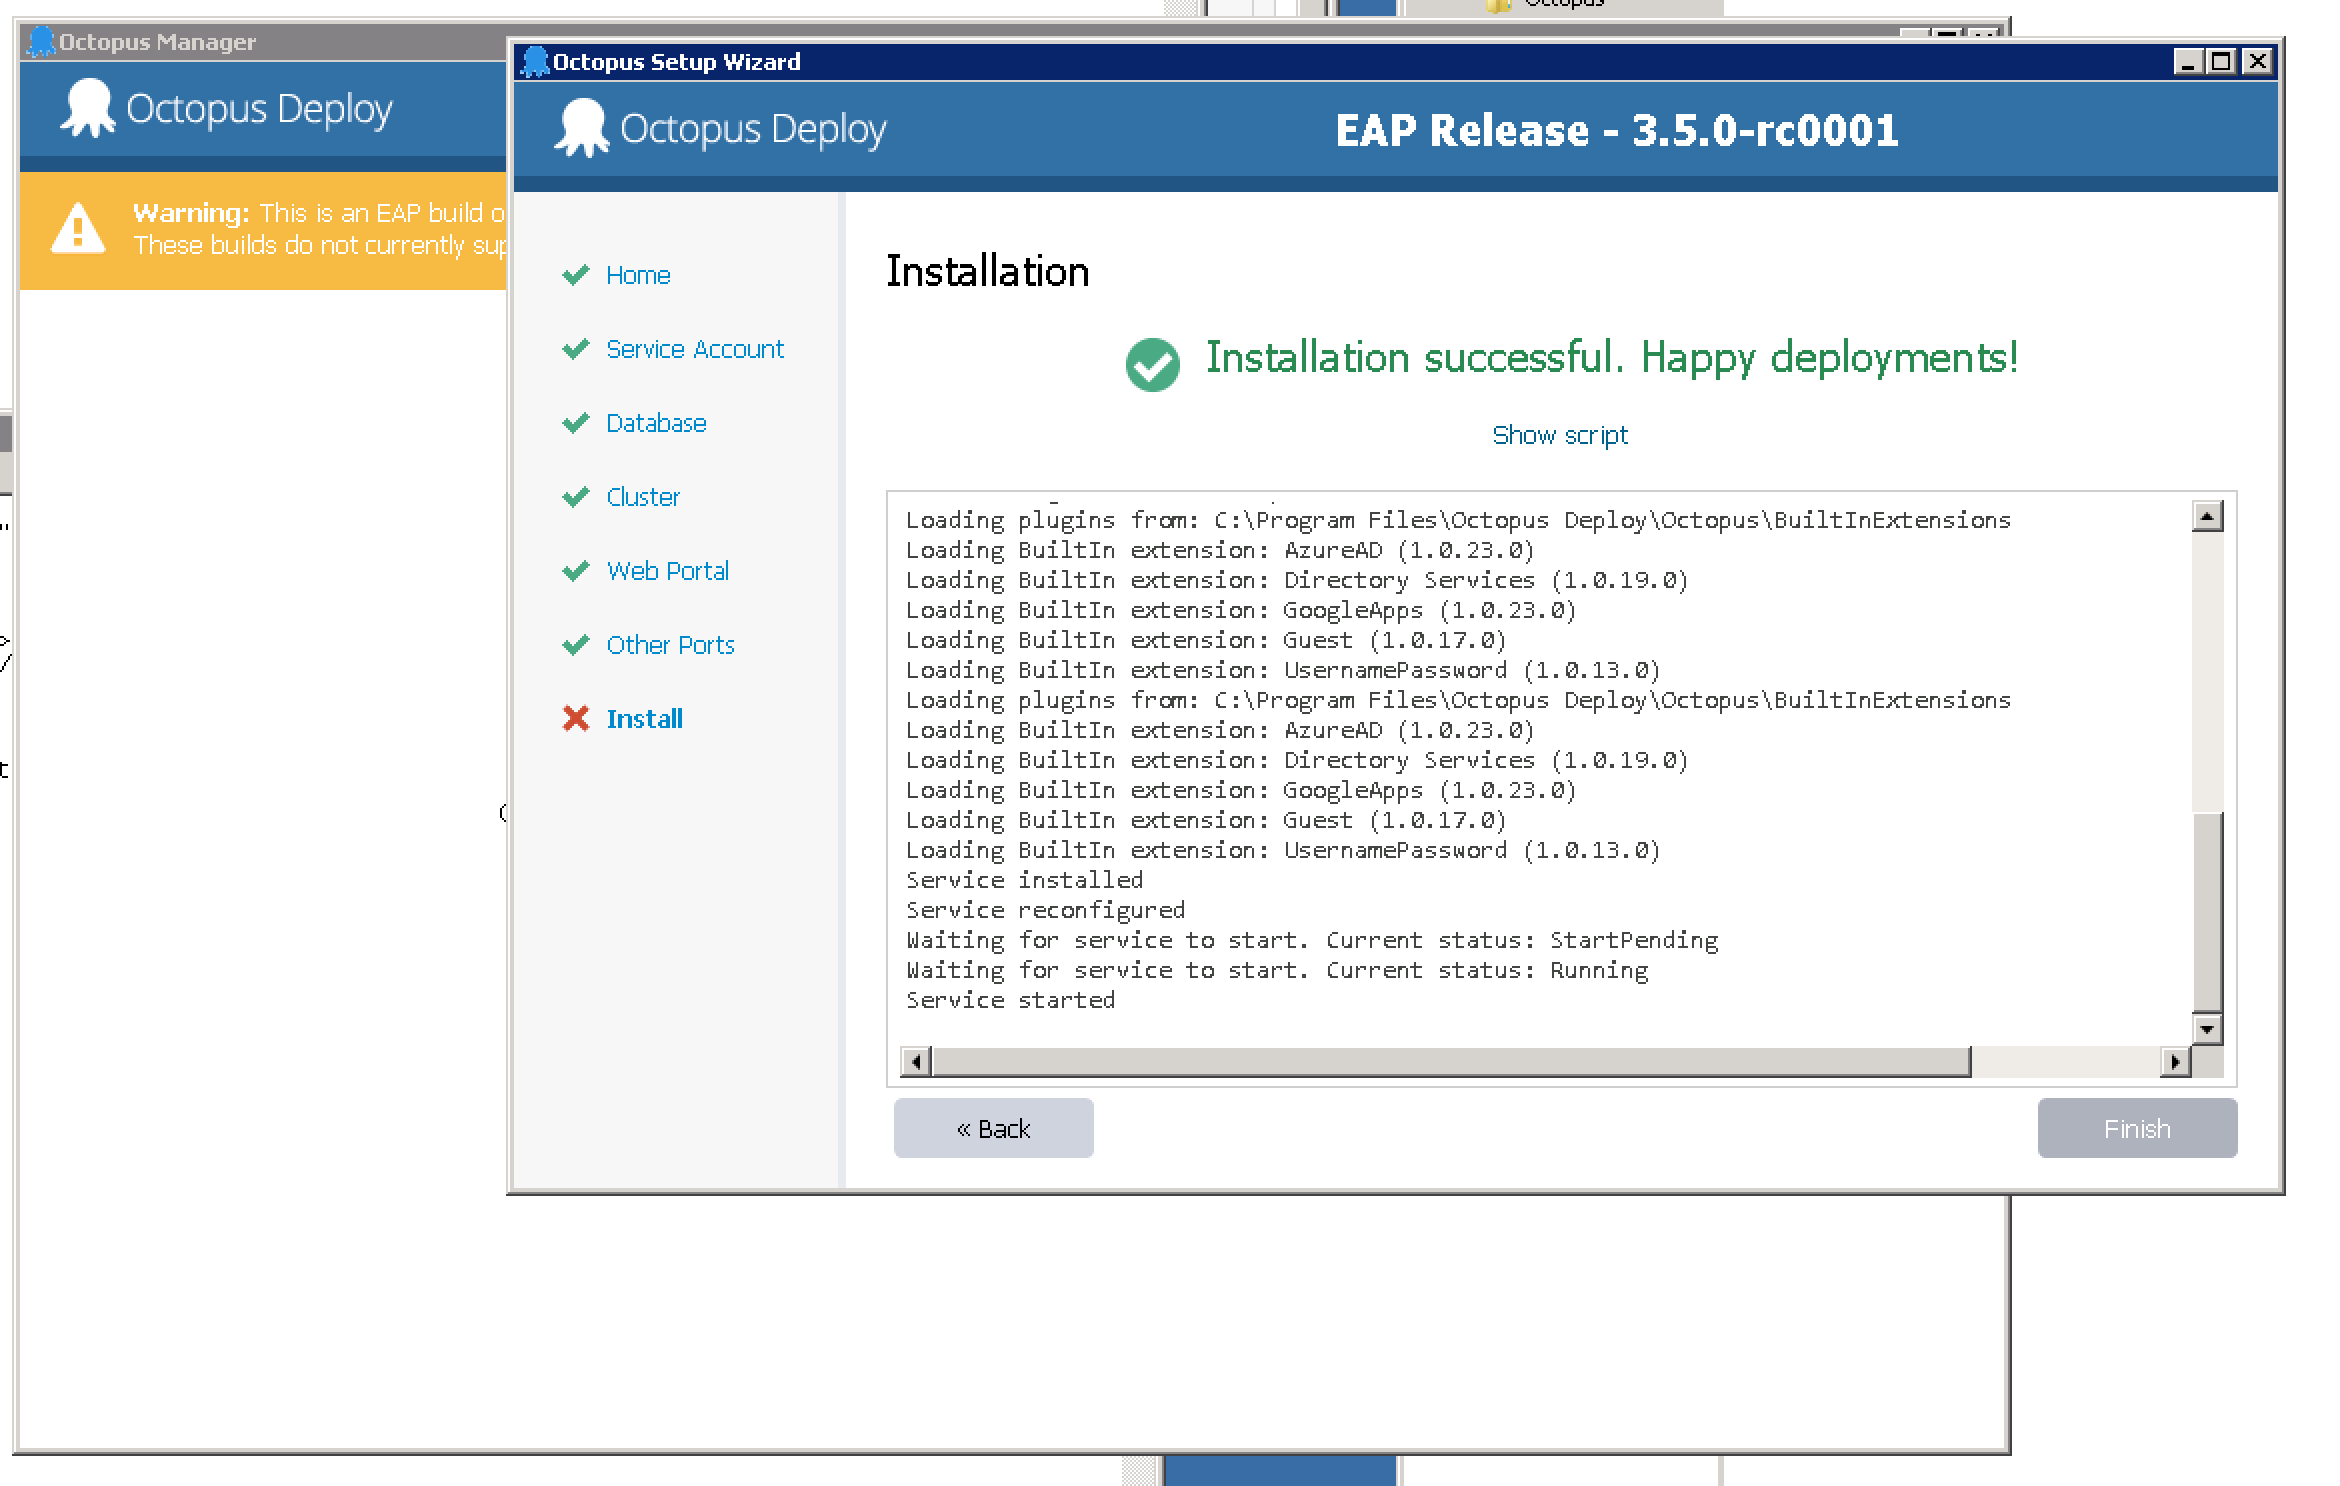 Octopus
Octopus Manager
Octopus Deploy
Warning: This is an EAP build o
These builds do not currently sup
Octopus Setup Wizard
Octopus Deploy
EAP Release - 3.5.0-rc0001
Home
Service Account
Database
Cluster
Web Portal
Other Ports
Install
Installation
Installation successful. Happy deployments!
Show script
Loading plugins from: C:\Program Files\Octopus Deploy\Octopus\BuiltInExtensions
Loading BuiltIn extension: AzureAD (1.0.23.0)
Loading BuiltIn extension: Directory Services (1.0.19.0)
Loading BuiltIn extension: GoogleApps (1.0.23.0)
Loading BuiltIn extension: Guest (1.0.17.0)
Loading BuiltIn extension: UsernamePassword (1.0.13.0)
Loading plugins from: C:\Program Files\Octopus Deploy\Octopus\BuiltInExtensions
Loading BuiltIn extension: AzureAD (1.0.23.0)
Loading BuiltIn extension: Directory Services (1.0.19.0)
Loading BuiltIn extension: GoogleApps (1.0.23.0)
Loading BuiltIn extension: Guest (1.0.17.0)
Loading BuiltIn extension: UsernamePassword (1.0.13.0)
Service installed
Service reconfigured
Waiting for service to start. Current status: StartPending
Waiting for service to start. Current status: Running
Service started
« Back
Finish